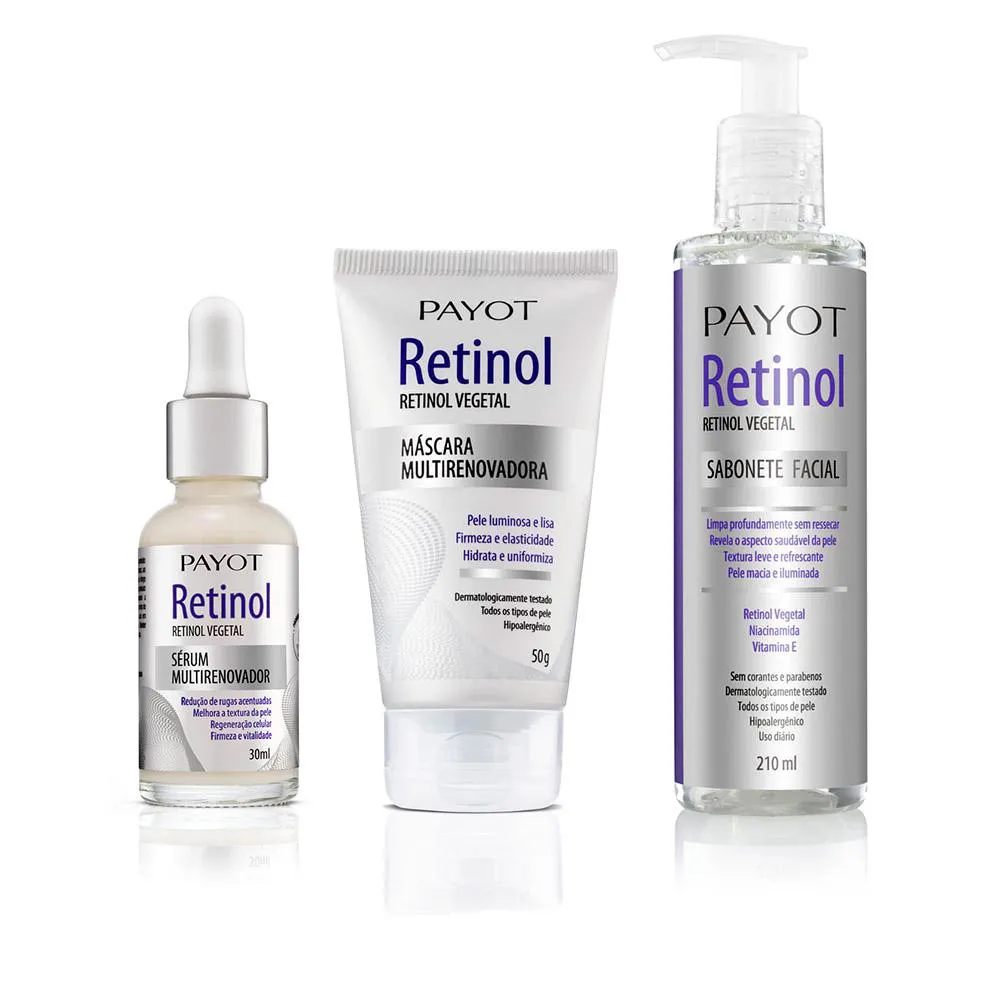 PAYOT
Retinol
RETINOL VEGETAL
SÉRUM
MULTIRENOVADOR
Redução de rugas acentuadas
Melhora a textura da pele
Regeneração celular
Firmeza e vitalidade
30ml
PAYOT
Retinol
RETINOL VEGETAL
MÁSCARA
MULTIRENOVADORA
Pele luminosa e lisa
Firmeza e elasticidade
Hidrata e uniformiza
Dermatologicamente testado
Todos os tipos de pele
Hipoalergênico
50g
PAYOT
Retinol
RETINOL VEGETAL
SABONETE FACIAL
Limpa profundamente sem ressecar
Revela o aspecto saudável da pele
Textura leve e refrescante
Pele macia e iluminada
Retinol Vegetal
Niacinamida
Vitamina E
Sem corantes e parabenos
Dermatologicamente testado
Todos os tipos de pele
Hipoalergênico
Uso diário
210 ml